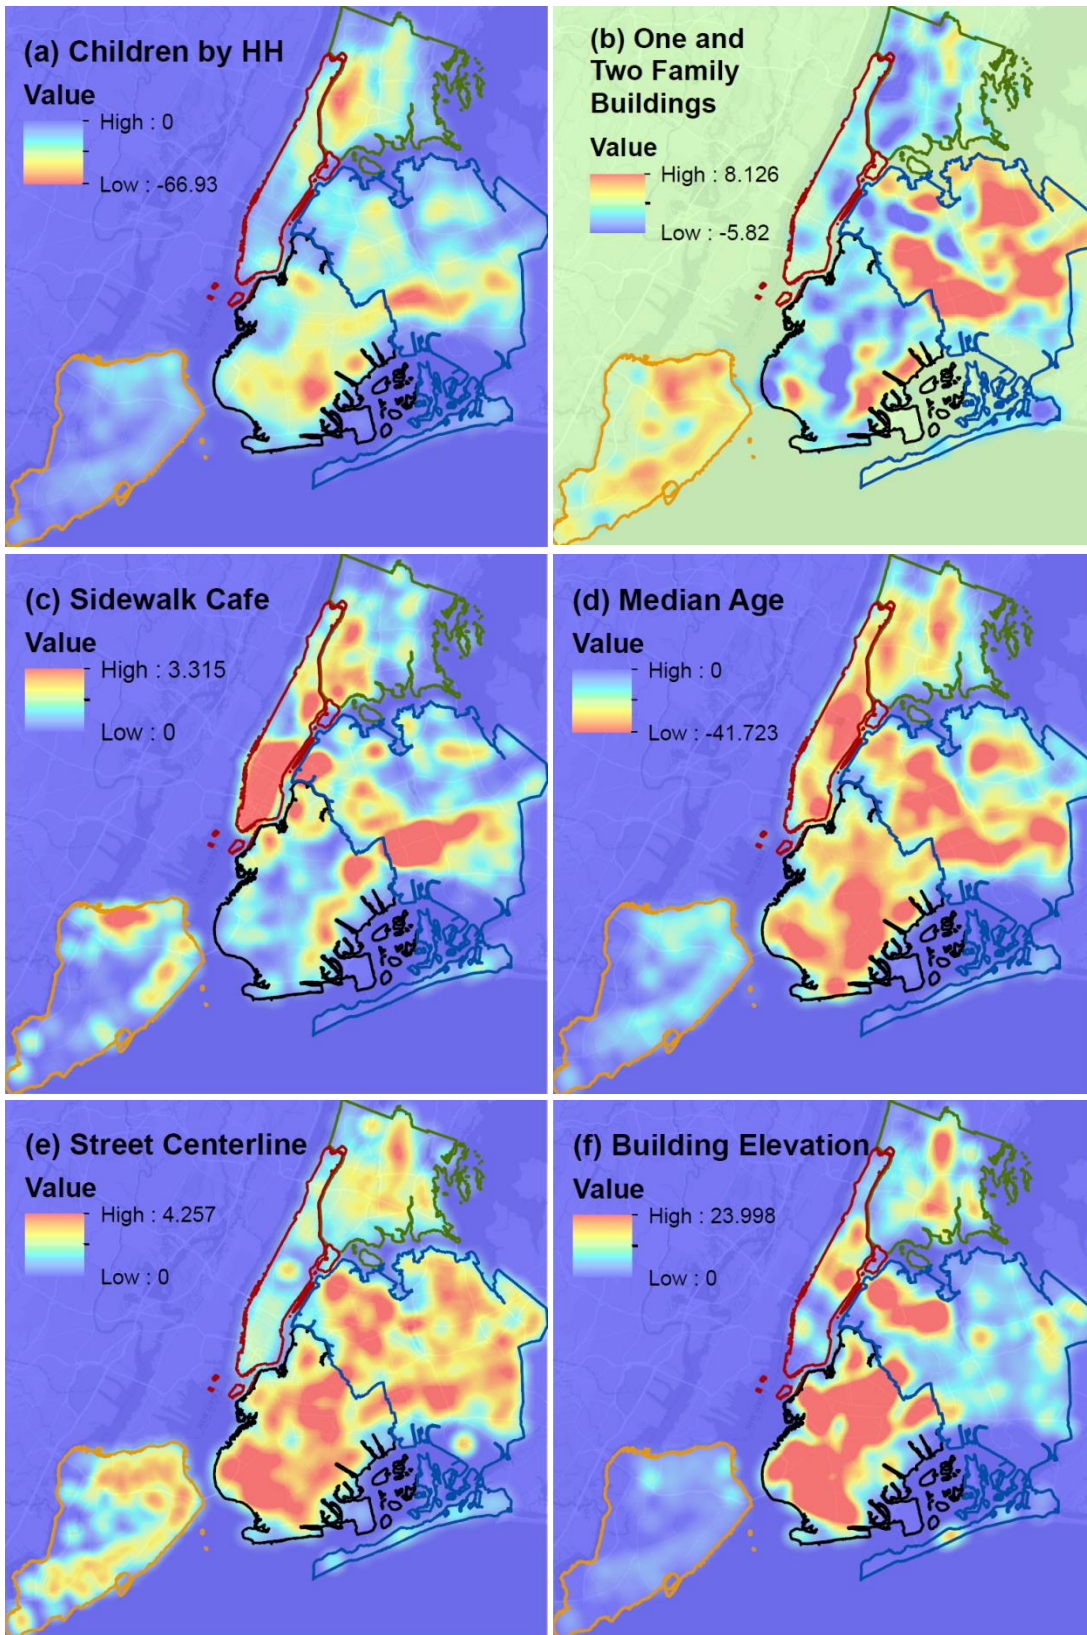 (a) Children by HH
Value
High : 0
Low : -66.93
(b) One and
Two Family
Buildings
Value
High : 8.126
Low : -5.82
(c) Sidewalk Cafe
Value
High : 3.315
Low : 0
(d) Median Age
Value
High : 0
Low : -41.723
(e) Street Centerline
Value
High : 4.257
Low : 0
(f) Building Elevation
Value
High : 23.998
Low : 0